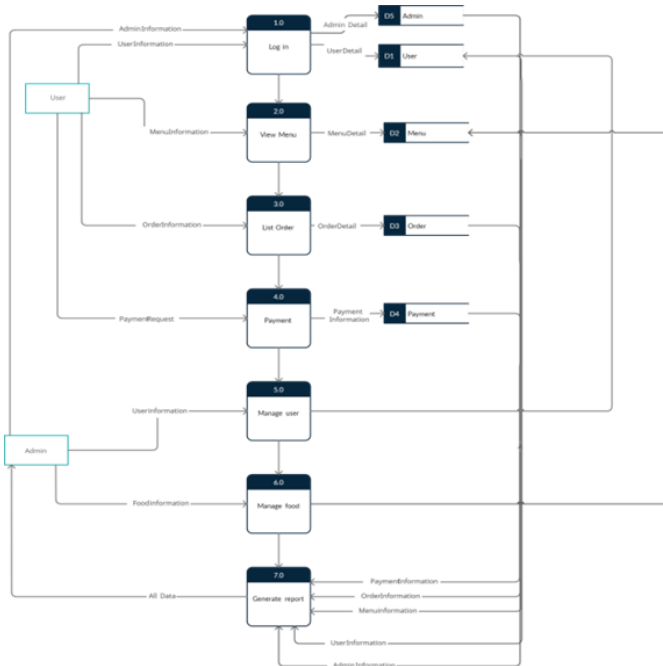 1.0
D5 Admin
AdminInformation
Admin Detail
UserInformation
Log in
UserDetail
D1 User
User
2.0
MenuInformation
View Menu
MenuDetail
D2 Menu
3.0
OrderInformation
List Order
OrderDetail
D3 Order
4.0
PaymentRequest
Payment
Payment
Information
D4 Payment
5.0
UserInformation
Manage user
Admin
6.0
FoodInformation
Manage food
7.0
PaymentInformation
All Data
Generate report
OrderInformation
MenuInformation
UserInformation
AdminInformation